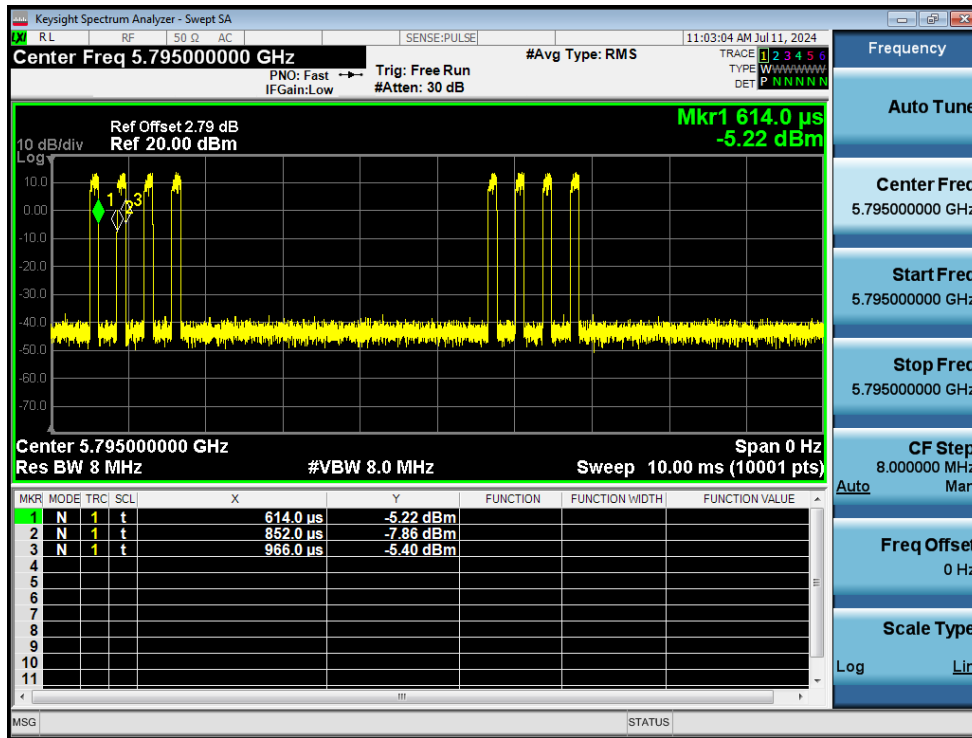 Keysight Spectrum Analyzer - Swept SA
LXI RL RF 50 Ω AC SENSE:PULSE 11:03:04 AM Jul 11, 2024
Center Freq 5.795000000 GHz #Avg Type: RMS TRACE 1 2 3 4 5 6
PNO: Fast Trig: Free Run TYPE WWWWWW
IFGain:Low #Atten: 30 dB DET P N N N N N
Mkr1 614.0 µs
Ref Offset 2.79 dB
10 dB/div Ref 20.00 dBm -5.22 dBm
Log
10.0
0.00
-10.0
-20.0
-30.0
-40.0
-50.0
-60.0
-70.0
1
2
3
Center 5.795000000 GHz Span 0 Hz
Res BW 8 MHz #VBW 8.0 MHz Sweep 10.00 ms (10001 pts)
MKR MODE TRC SCL X Y FUNCTION FUNCTION WIDTH FUNCTION VALUE
1 N 1 t 614.0 µs -5.22 dBm
2 N 1 t 852.0 µs -7.86 dBm
3 N 1 t 966.0 µs -5.40 dBm
4
5
6
7
8
9
10
11
MSG STATUS
Frequency
Auto Tune
Center Freq
5.795000000 GHz
Start Freq
5.795000000 GHz
Stop Freq
5.795000000 GHz
CF Step
8.000000 MHz
Auto Man
Freq Offset
0 Hz
Scale Type
Log Lin